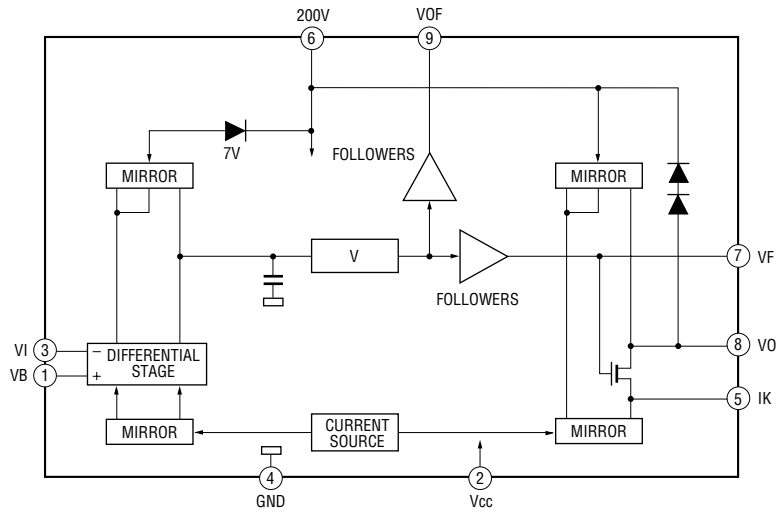 200V
VOF
6
9
FOLLOWERS
7V
MIRROR
MIRROR
V
7
VF
FOLLOWERS
VI
3
−
DIFFERENTIAL
STAGE
8
VO
VB
1
+
5
IK
MIRROR
CURRENT
SOURCE
MIRROR
4
2
GND
Vcc